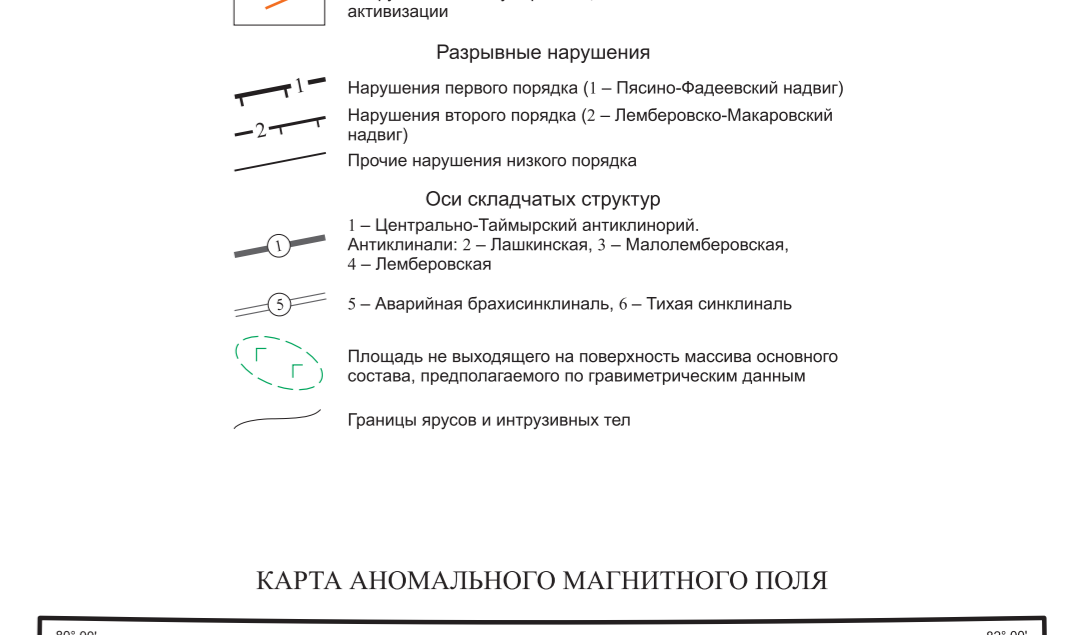 активизации
Разрывные нарушения
1
Нарушения первого порядка (1 – Пясино-Фадеевский надвиг)
2
Нарушения второго порядка (2 – Лемберовско-Макаровский
надвиг)
Прочие нарушения низкого порядка
Оси складчатых структур
1
1 – Центрально-Таймырский антиклинорий.
Антиклинали: 2 – Лашкинская, 3 – Малолемберовская,
4 – Лемберовская
5
5 – Аварийная брахисинклиналь, 6 – Тихая синклиналь
Площадь не выходящего на поверхность массива основного
состава, предполагаемого по гравиметрическим данным
Границы ярусов и интрузивных тел
КАРТА АНОМАЛЬНОГО МАГНИТНОГО ПОЛЯ